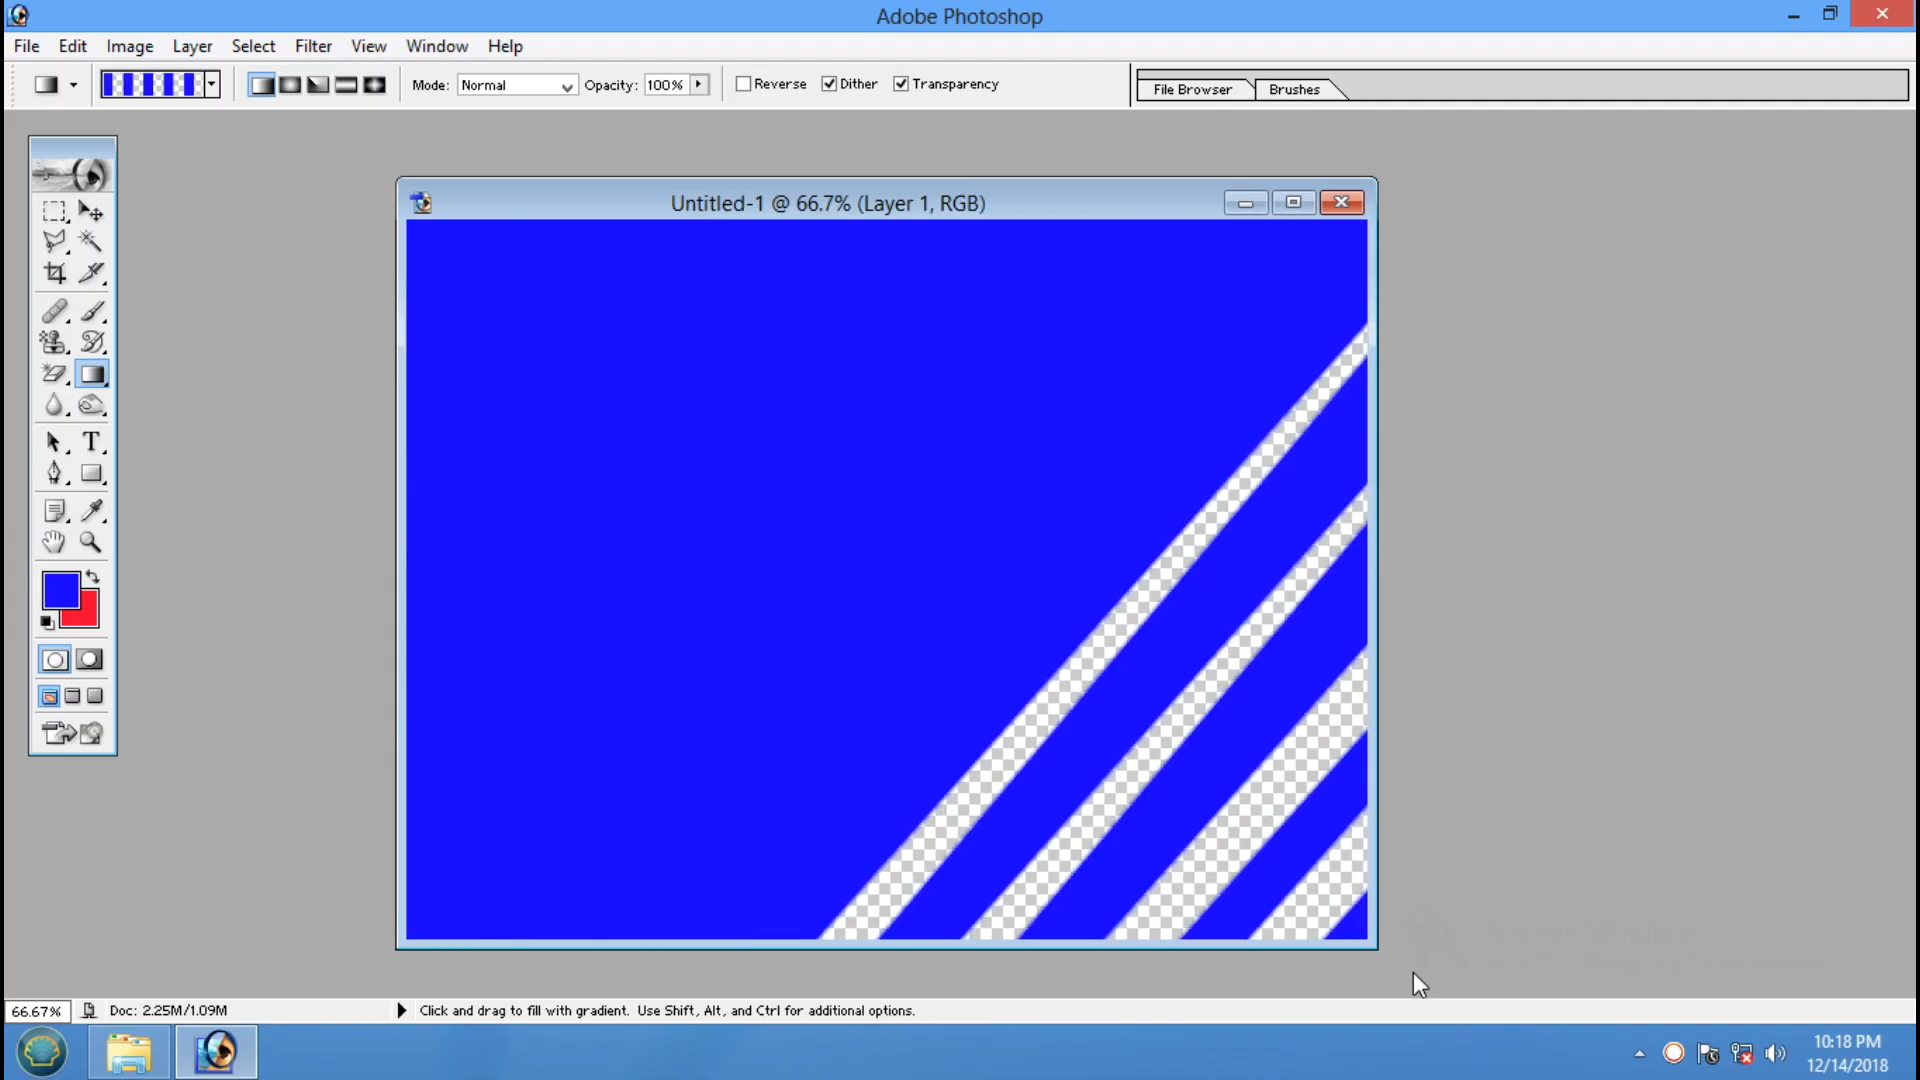 Adobe Photoshop
File Edit Image Layer Select Filter View Window Help
Mode: Normal Opacity: 100% Reverse Dither Transparency
File Browser Brushes
Untitled-1 @ 66.7% (Layer 1, RGB)
T
66.67% Doc: 2.25M/1.09M Click and drag to fill with gradient. Use Shift, Alt, and Ctrl for additional options.
10:18 PM
12/14/2018